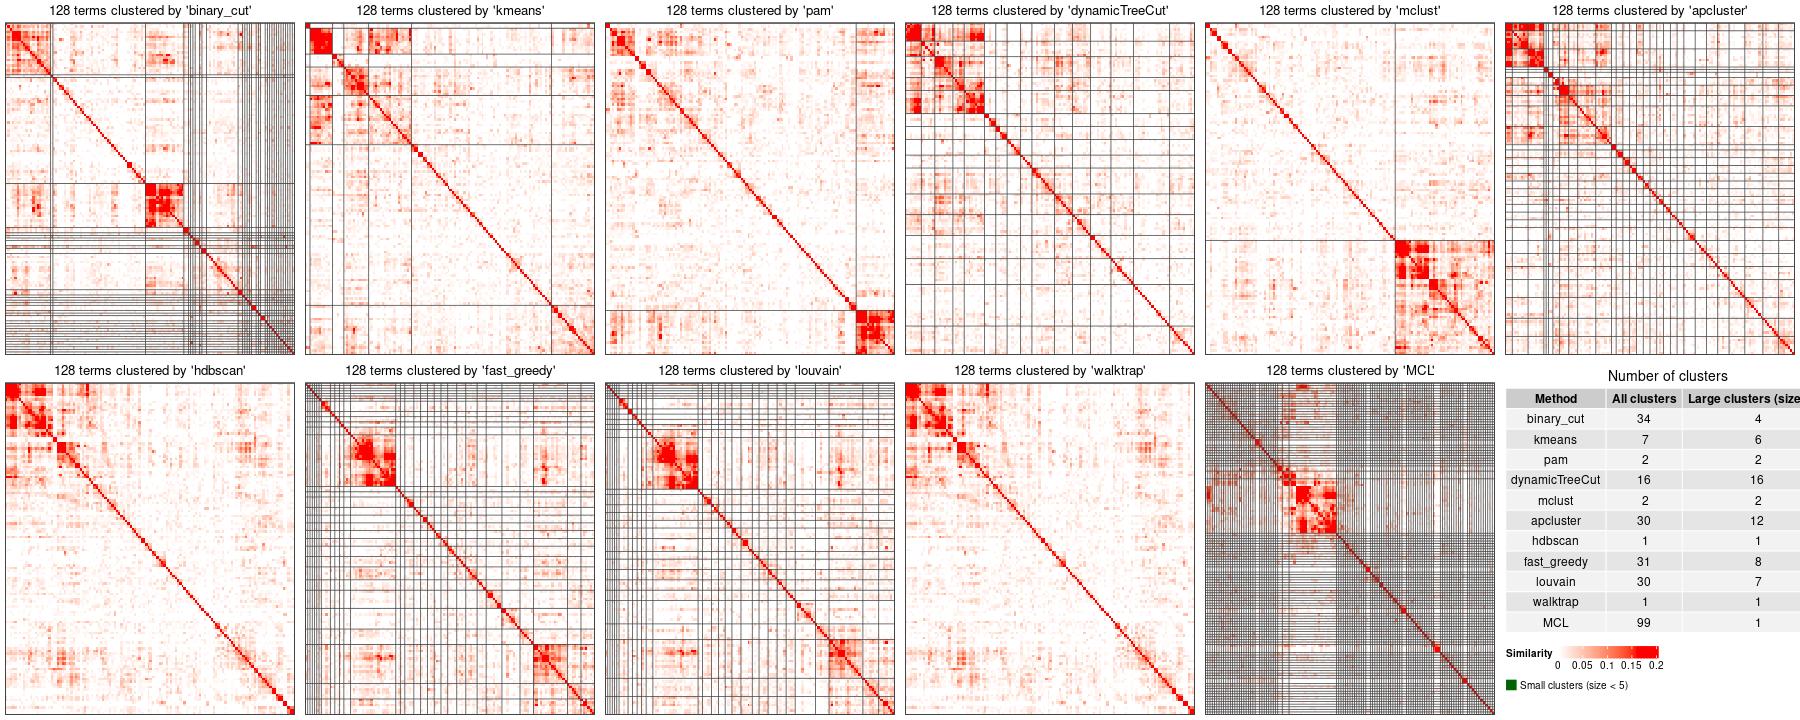 128 terms clustered by 'binary_cut'
128 terms clustered by 'kmeans'
128 terms clustered by 'pam'
128 terms clustered by 'dynamicTreeCut'
128 terms clustered by 'mclust'
128 terms clustered by 'apcluster'
128 terms clustered by 'hdbscan'
128 terms clustered by 'fast_greedy'
128 terms clustered by 'louvain'
128 terms clustered by 'walktrap'
128 terms clustered by 'MCL'
Number of clusters
Method All clusters Large clusters (size
binary_cut 34 4
kmeans 7 6
pam 2 2
dynamicTreeCut 16 16
mclust 2 2
apcluster 30 12
hdbscan 1 1
fast_greedy 31 8
louvain 30 7
walktrap 1 1
MCL 99 1
Similarity
0 0.05 0.1 0.15 0.2
Small clusters (size < 5)